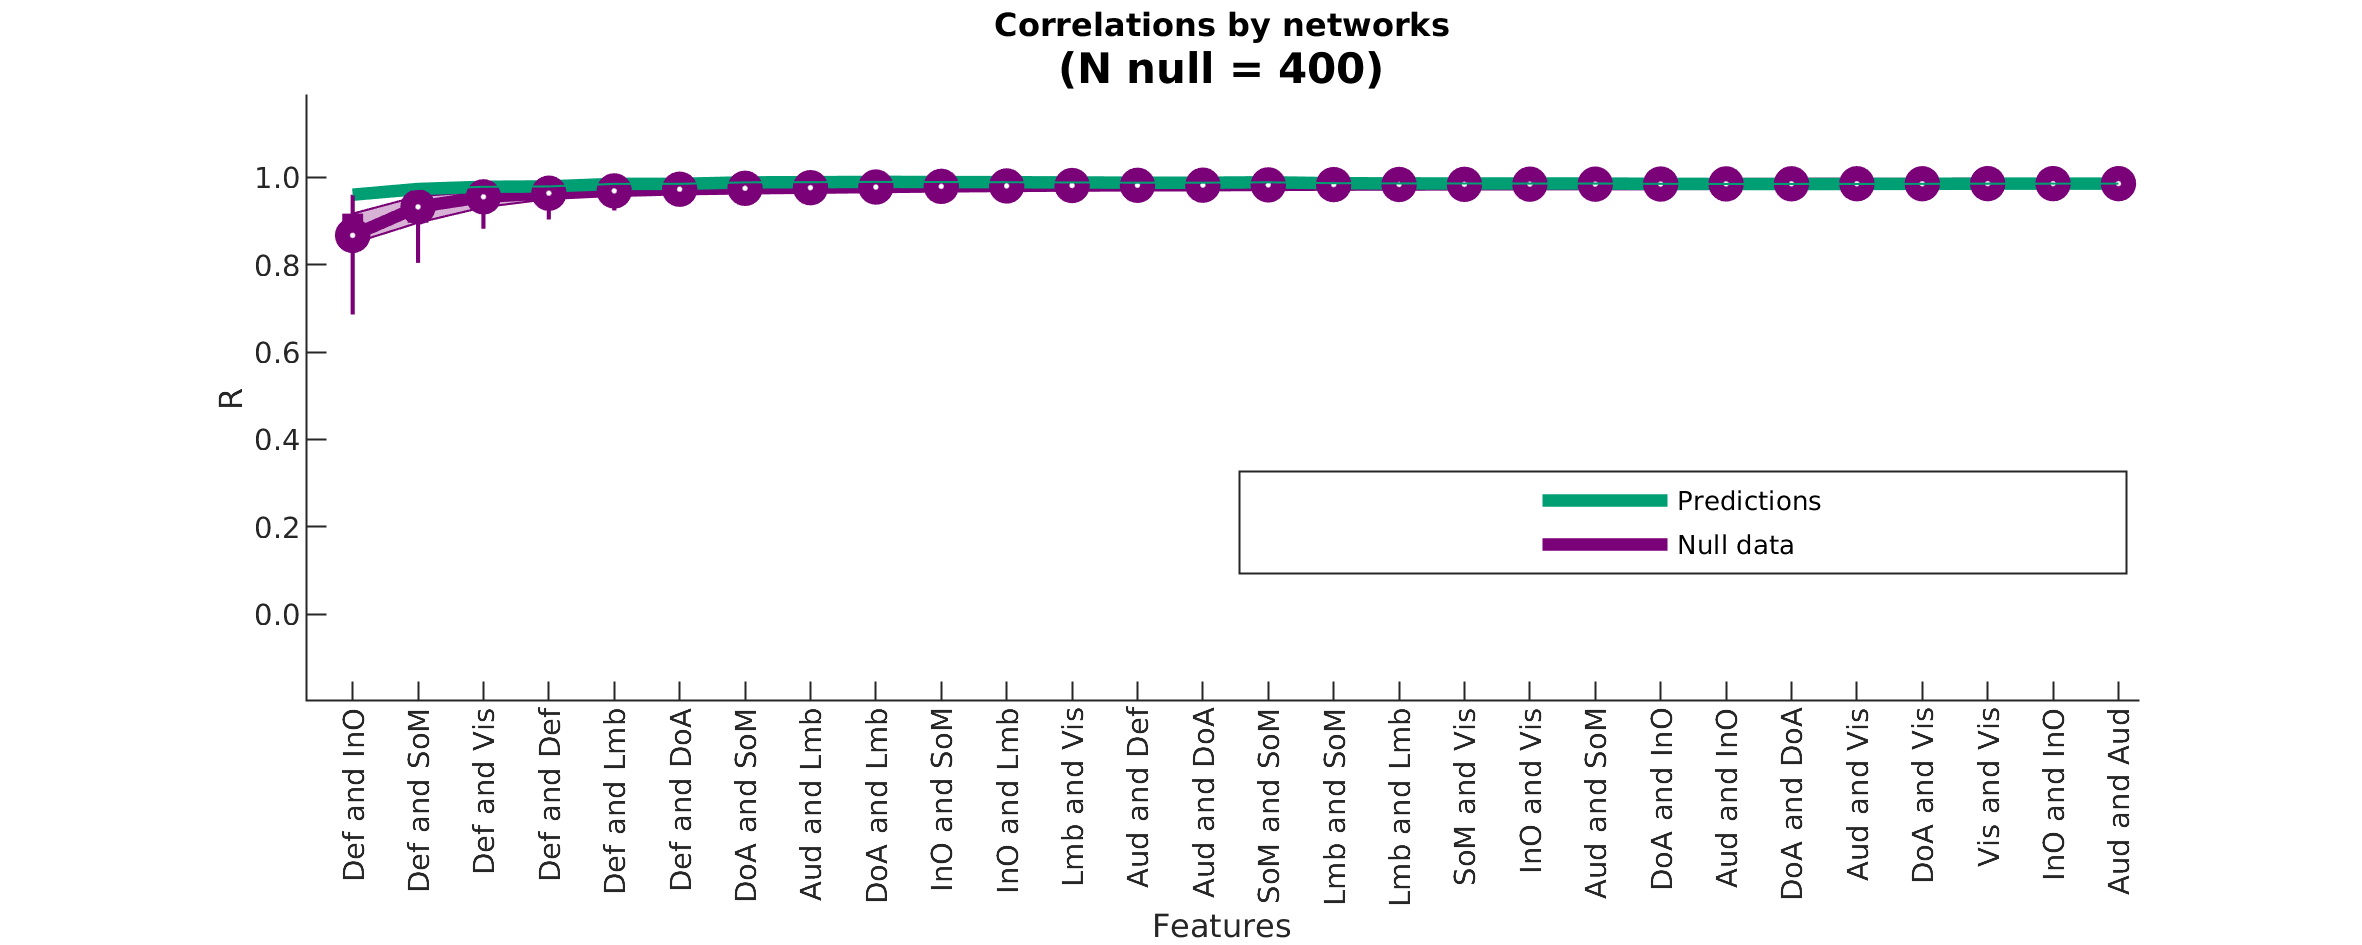 Correlations by networks
(N null = 400)
1.0
0.8
0.6
0.4
0.2
0.0
R
Predictions
Null data
Def and InO
Def and SoM
Def and Vis
Def and Def
Def and Lmb
Def and DoA
DoA and SoM
Aud and Lmb
DoA and Lmb
InO and SoM
InO and Lmb
Lmb and Vis
Aud and Def
Aud and DoA
SoM and SoM
Lmb and SoM
Lmb and Lmb
SoM and Vis
InO and Vis
Aud and SoM
DoA and InO
Aud and InO
DoA and DoA
Aud and Vis
DoA and Vis
Vis and Vis
InO and InO
Aud and Aud
Features